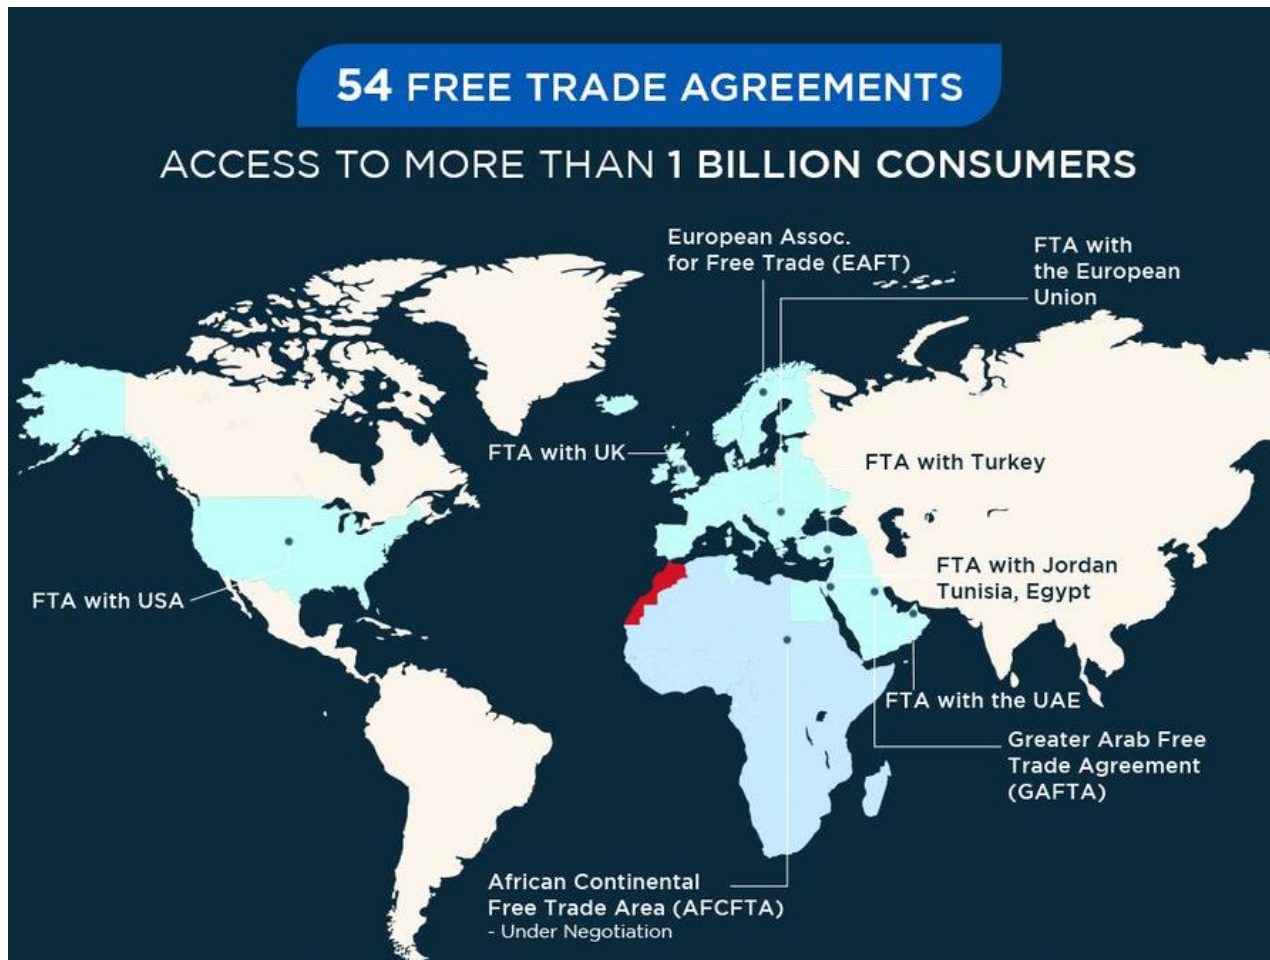 54 FREE TRADE AGREEMENTS
ACCESS TO MORE THAN 1 BILLION CONSUMERS
European Assoc.
for Free Trade (EAFT)
FTA with
the European
Union
FTA with UK
FTA with Turkey
FTA with USA
FTA with Jordan
Tunisia, Egypt
FTA with the UAE
Greater Arab Free
Trade Agreement
(GAFTA)
African Continental
Free Trade Area (AFCFTA)
- Under Negotiation